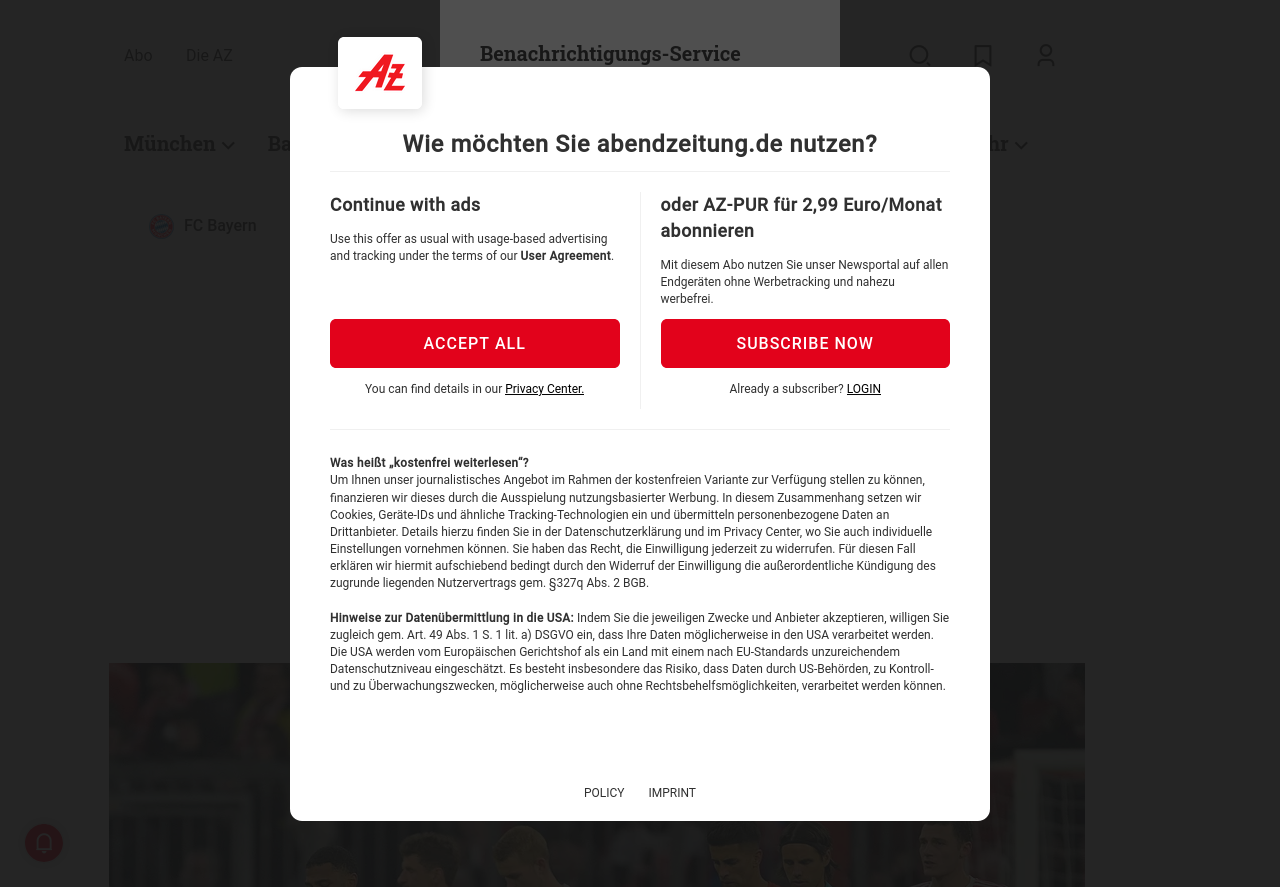 Abo Die AZ
Benachrichtigungs-Service
AZ
München
Ba
hr
FC Bayern
Wie möchten Sie abendzeitung.de nutzen?
Continue with ads
Use this offer as usual with usage-based advertising
and tracking under the terms of our User Agreement.
ACCEPT ALL
You can find details in our Privacy Center.
oder AZ-PUR für 2,99 Euro/Monat
abonnieren
Mit diesem Abo nutzen Sie unser Newsportal auf allen
Endgeräten ohne Werbetracking und nahezu
werbefrei.
SUBSCRIBE NOW
Already a subscriber? LOGIN
Was heißt „kostenfrei weiterlesen“?
Um Ihnen unser journalistisches Angebot im Rahmen der kostenfreien Variante zur Verfügung stellen zu können,
finanzieren wir dieses durch die Ausspielung nutzungsbasierter Werbung. In diesem Zusammenhang setzen wir
Cookies, Geräte-IDs und ähnliche Tracking-Technologien ein und übermitteln personenbezogene Daten an
Drittanbieter. Details hierzu finden Sie in der Datenschutzerklärung und im Privacy Center, wo Sie auch individuelle
Einstellungen vornehmen können. Sie haben das Recht, die Einwilligung jederzeit zu widerrufen. Für diesen Fall
erklären wir hiermit aufschiebend bedingt durch den Widerruf der Einwilligung die außerordentliche Kündigung des
zugrunde liegenden Nutzervertrags gem. §327q Abs. 2 BGB.
Hinweise zur Datenübermittlung in die USA: Indem Sie die jeweiligen Zwecke und Anbieter akzeptieren, willigen Sie
zugleich gem. Art. 49 Abs. 1 S. 1 lit. a) DSGVO ein, dass Ihre Daten möglicherweise in den USA verarbeitet werden.
Die USA werden vom Europäischen Gerichtshof als ein Land mit einem nach EU-Standards unzureichendem
Datenschutzniveau eingeschätzt. Es besteht insbesondere das Risiko, dass Daten durch US-Behörden, zu Kontroll-
und zu Überwachungszwecken, möglicherweise auch ohne Rechtsbehelfsmöglichkeiten, verarbeitet werden können.
POLICY IMPRINT